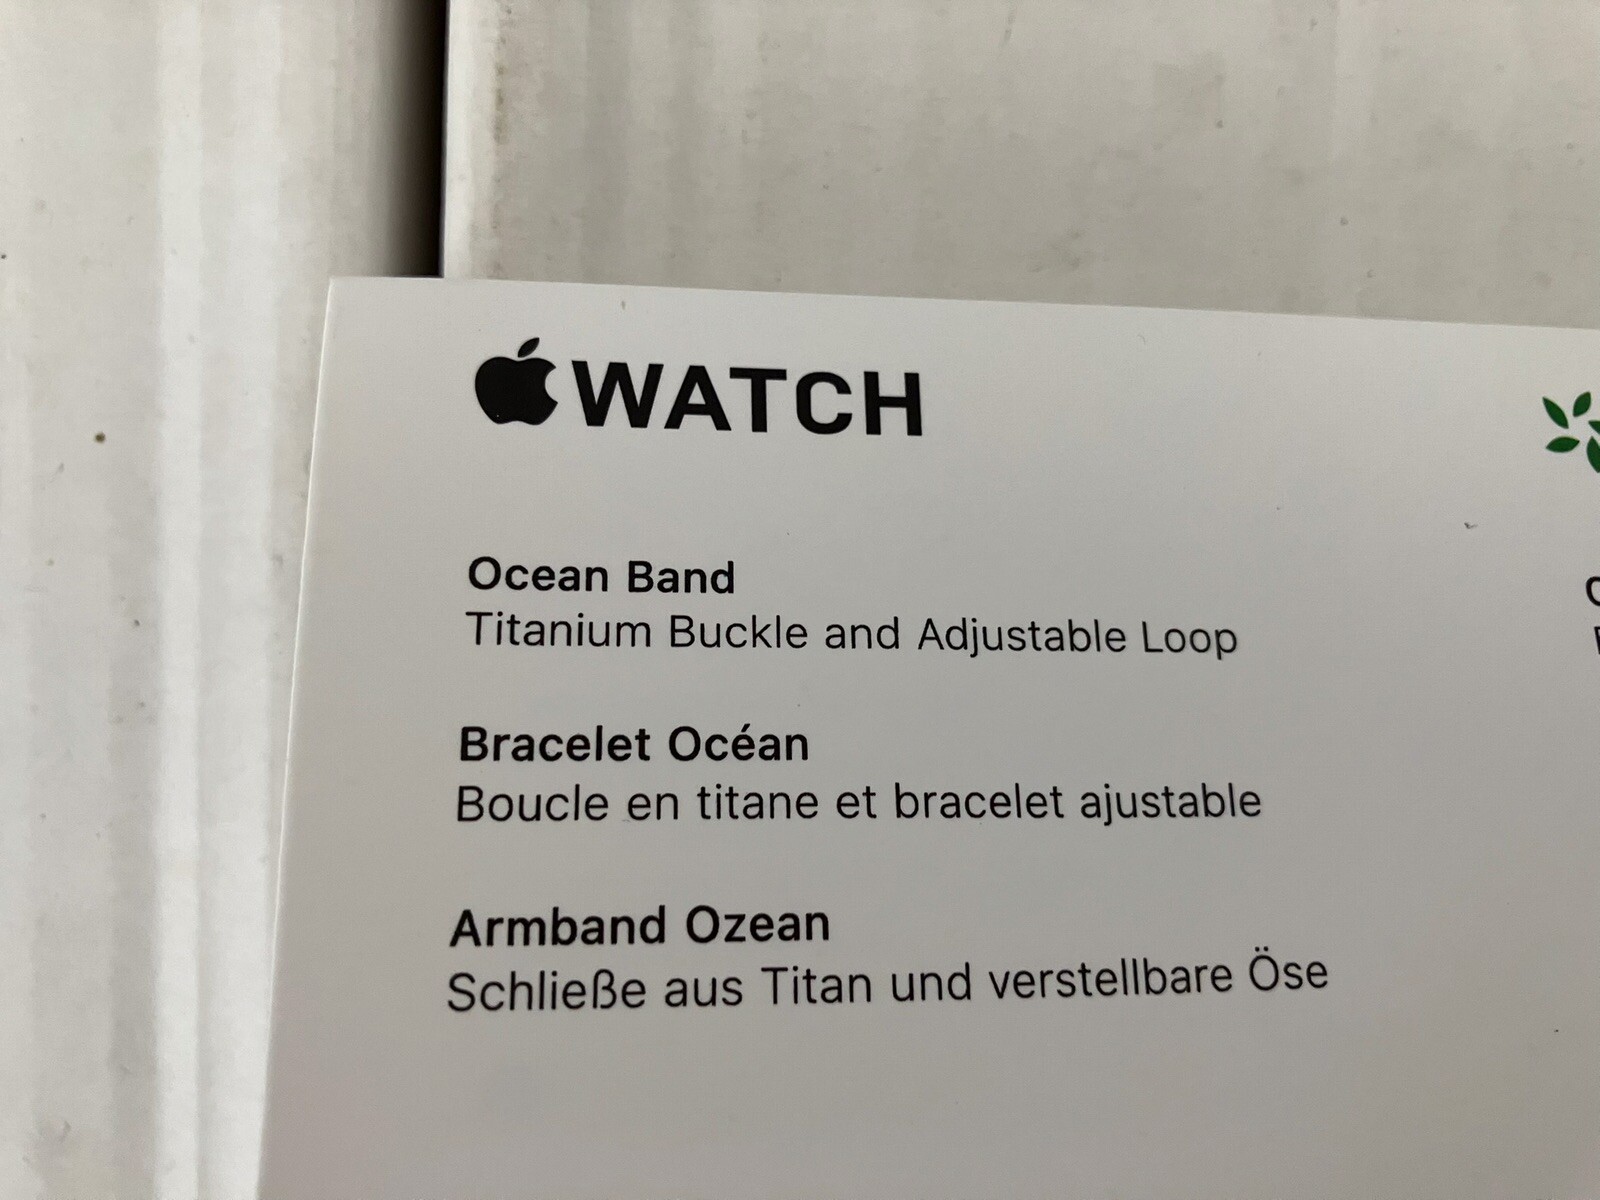 WATCH
Ocean Band
Titanium Buckle and Adjustable Loop
Bracelet Océan
Boucle en titane et bracelet ajustable
Armband Ozean
Schließe aus Titan und verstellbare Öse